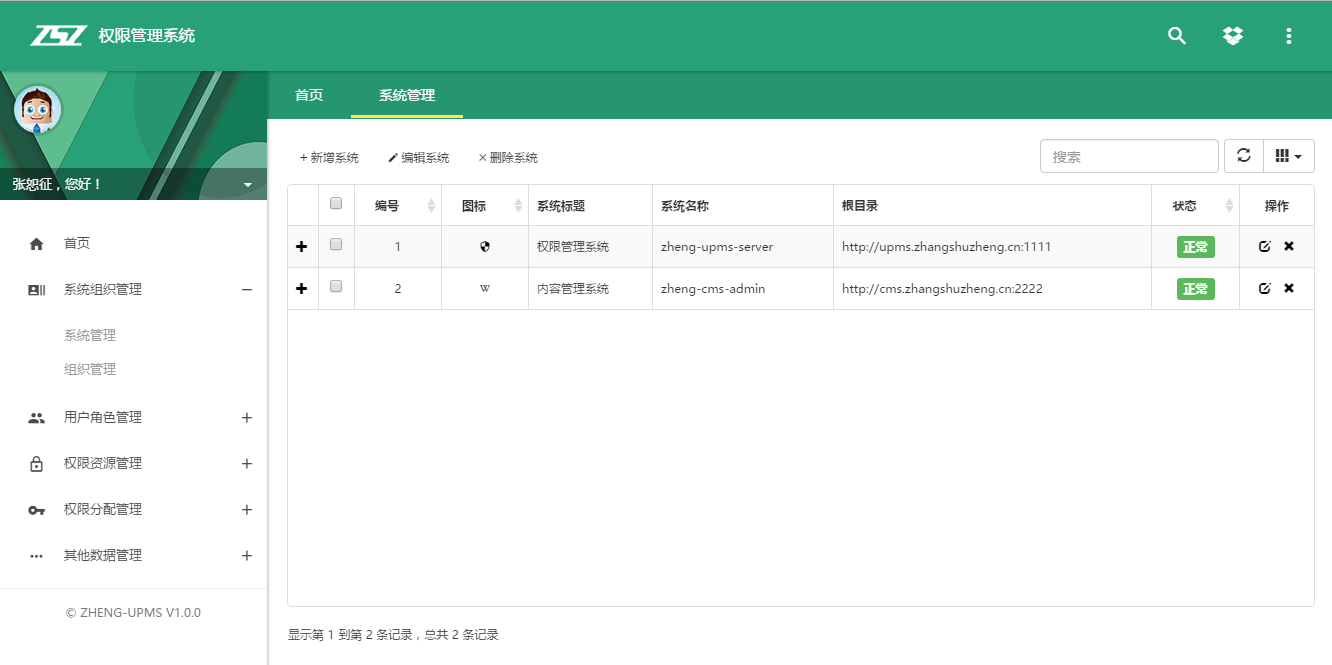 ZSZ 权限管理系统
首页 系统管理
张恕征，您好！
首页
系统组织管理
系统管理
组织管理
用户角色管理
权限资源管理
权限分配管理
其他数据管理
© ZHENG-UPMS V1.0.0
+ 新增系统 编辑系统 × 删除系统 搜索
编号 图标 系统标题 系统名称 根目录 状态 操作
1 权限管理系统 zheng-upms-server http://upms.zhangshuzheng.cn:1111 正常
2 W 内容管理系统 zheng-cms-admin http://cms.zhangshuzheng.cn:2222 正常
显示第 1 到第 2 条记录，总共 2 条记录